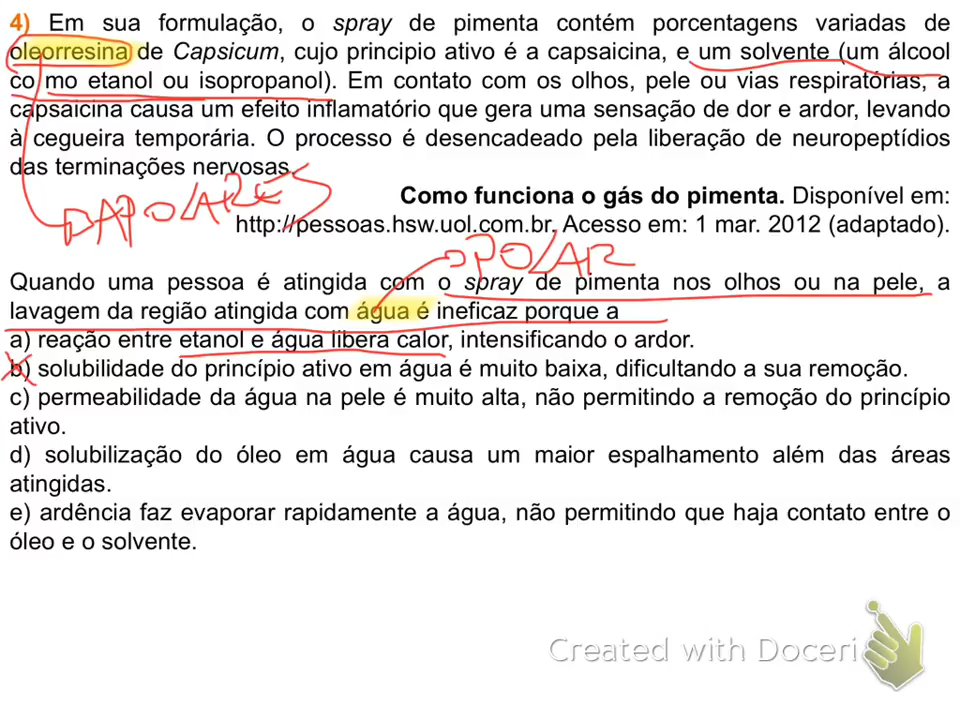 4) Em sua formulação, o spray de pimenta contém porcentagens variadas de
oleorresina de Capsicum, cujo principio ativo é a capsaicina, e um solvente (um álcool
co mo etanol ou isopropanol). Em contato com os olhos, pele ou vias respiratórias, a
capsaicina causa um efeito inflamatório que gera uma sensação de dor e ardor, levando
à cegueira temporária. O processo é desencadeado pela liberação de neuropeptídios
das terminações nervosas.
APOLARES
Como funciona o gás do pimenta. Disponível em:
http://pessoas.hsw.uol.com.br. Acesso em: 1 mar. 2012 (adaptado).
POLAR
Quando uma pessoa é atingida com o spray de pimenta nos olhos ou na pele, a
lavagem da região atingida com água é ineficaz porque a
a) reação entre etanol e água libera calor, intensificando o ardor.
b) solubilidade do princípio ativo em água é muito baixa, dificultando a sua remoção.
c) permeabilidade da água na pele é muito alta, não permitindo a remoção do princípio
ativo.
d) solubilização do óleo em água causa um maior espalhamento além das áreas
atingidas.
e) ardência faz evaporar rapidamente a água, não permitindo que haja contato entre o
óleo e o solvente.
Created with Doceri